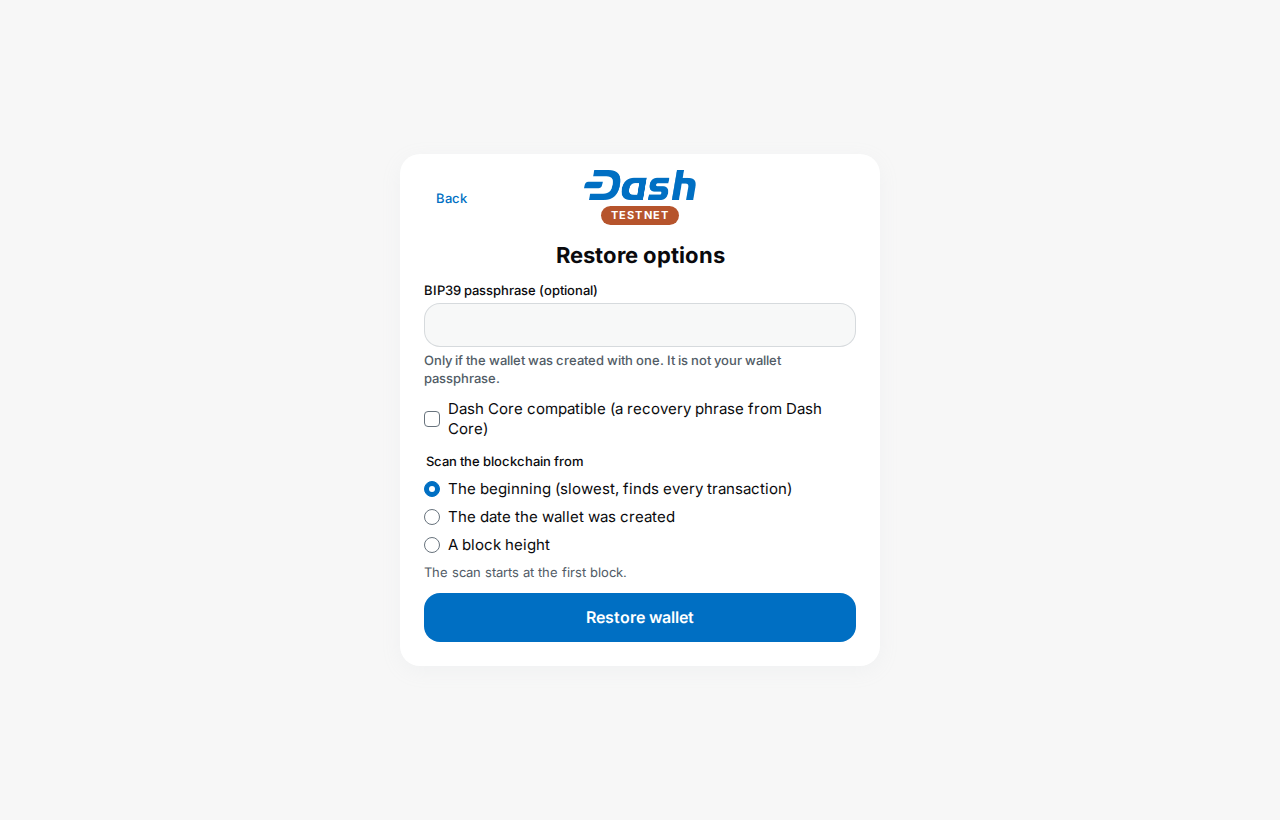 Back
Dash
TESTNET
Restore options
BIP39 passphrase (optional)
Only if the wallet was created with one. It is not your wallet
passphrase.
Dash Core compatible (a recovery phrase from Dash
Core)
Scan the blockchain from
The beginning (slowest, finds every transaction)
The date the wallet was created
A block height
The scan starts at the first block.
Restore wallet